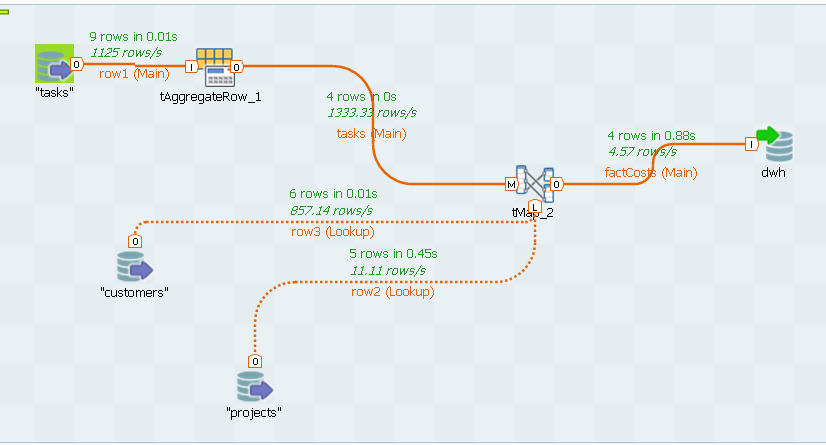 9 rows in 0.01s
1125 rows/s
row1 (Main)
O
"tasks"
I
O
tAggregateRow_1
4 rows in 0s
1333.33 rows/s
tasks (Main)
4 rows in 0.88s
4.57 rows/s
factCosts (Main)
I
dwh
M
O
L
tMap_2
6 rows in 0.01s
857.14 rows/s
row3 (Lookup)
O
"customers"
5 rows in 0.45s
11.11 rows/s
row2 (Lookup)
O
"projects"